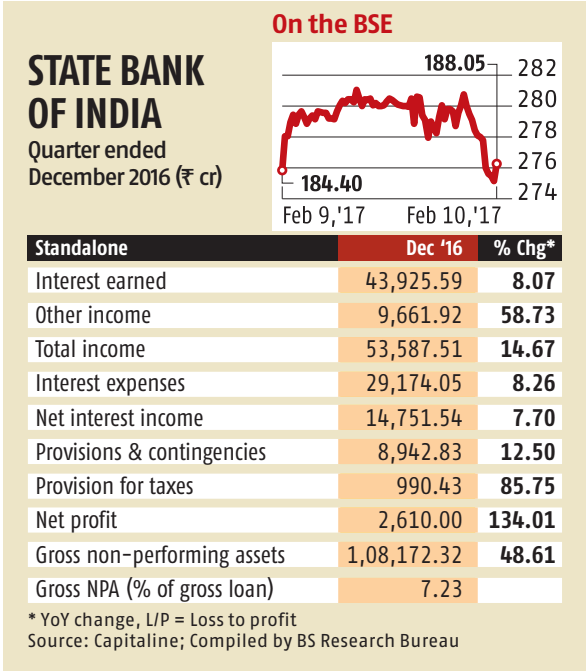 On the BSE
STATE BANK
OF INDIA
Quarter ended
December 2016 (₹ cr)
188.05
282
280
278
276
274
184.40
Feb 9,'17 Feb 10,'17
Standalone Dec ‘16 % Chg*
Interest earned 43,925.59 8.07
Other income 9,661.92 58.73
Total income 53,587.51 14.67
Interest expenses 29,174.05 8.26
Net interest income 14,751.54 7.70
Provisions & contingencies 8,942.83 12.50
Provision for taxes 990.43 85.75
Net profit 2,610.00 134.01
Gross non-performing assets 1,08,172.32 48.61
Gross NPA (% of gross loan) 7.23
* YoY change, L/P = Loss to profit
Source: Capitaline; Compiled by BS Research Bureau